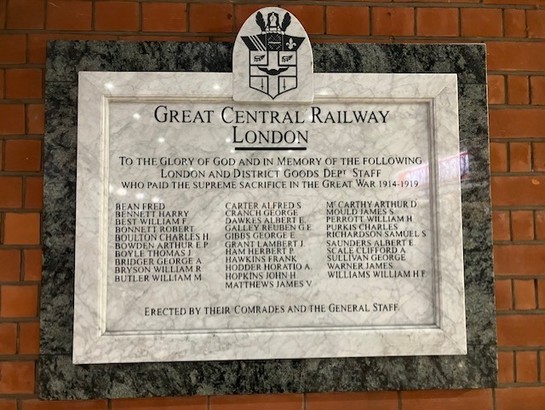 GREAT CENTRAL RAILWAY
LONDON
TO THE GLORY OF GOD AND IN MEMORY OF THE FOLLOWING
LONDON AND DISTRICT GOODS DEPT STAFF
WHO PAID THE SUPREME SACRIFICE IN THE GREAT WAR 1914-1919
BEAN FRED
BENNETT HARRY
BEST WILLIAM F
BONNETT ROBERT
BOULTON CHARLES H
BOWDEN ARTHUR E P
BOYLE THOMAS J
BRIDGER GEORGE A
BRYSON WILLIAM R
BUTLER WILLIAM M
CARTER ALFRED S
CRANCH GEORGE
DAWKES ALBERT E
GALLEY REUBEN G E
GIBBS GEORGE E
GRANT LAMBERT J
HAM HERBERT P
HAWKINS FRANK
HODDER HORATIO A
HOPKINS JOHN H
MATTHEWS JAMES V
McCARTHY ARTHUR D
MOULD JAMES S
PERROTT WILLIAM H
PURKIS CHARLES
RICHARDSON SAMUEL S
SAUNDERS ALBERT E
SCALE CLIFFORD A
SULLIVAN GEORGE
WARNER JAMES
WILLIAMS WILLIAM H F
ERECTED BY THEIR COMRADES AND THE GENERAL STAFF